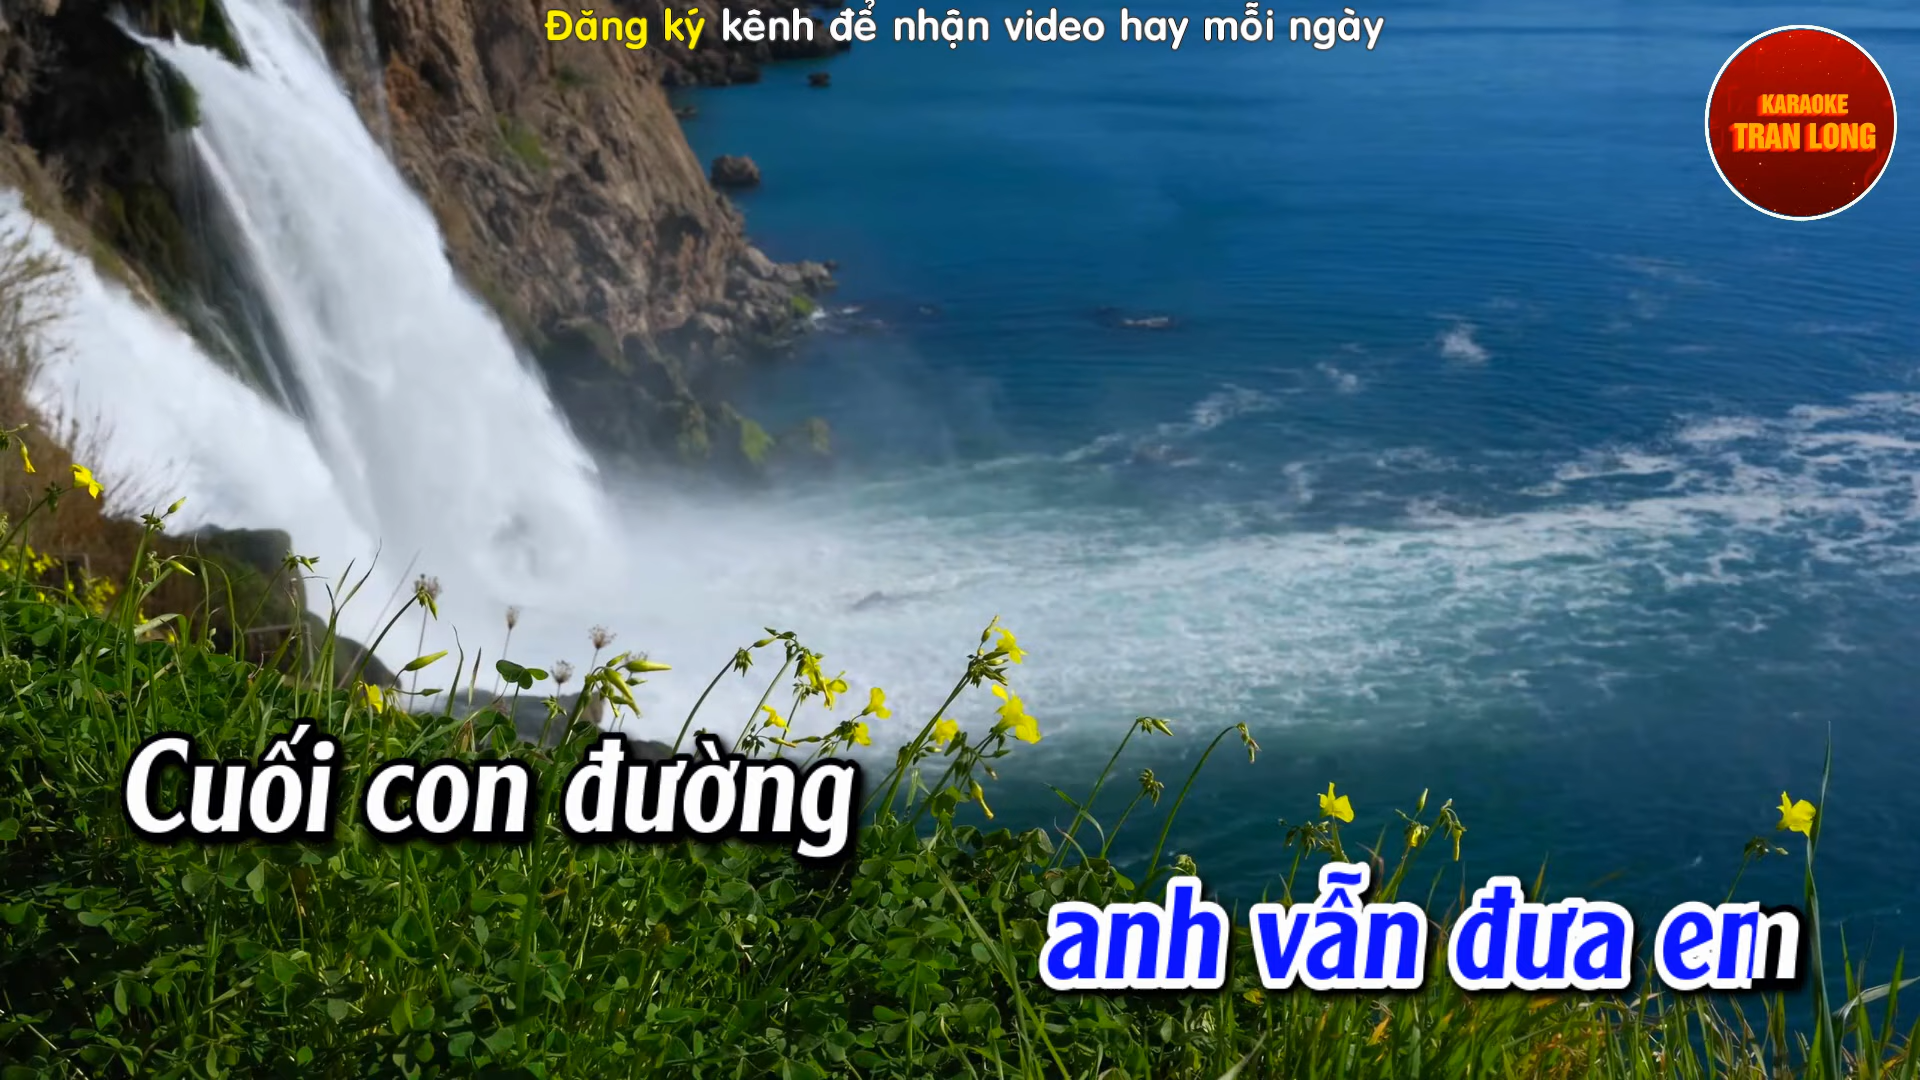 Đăng ký kênh để nhận video hay mỗi ngày
KARAOKE
TRAN LONG
Cuối con đường
anh vẫn đưa em